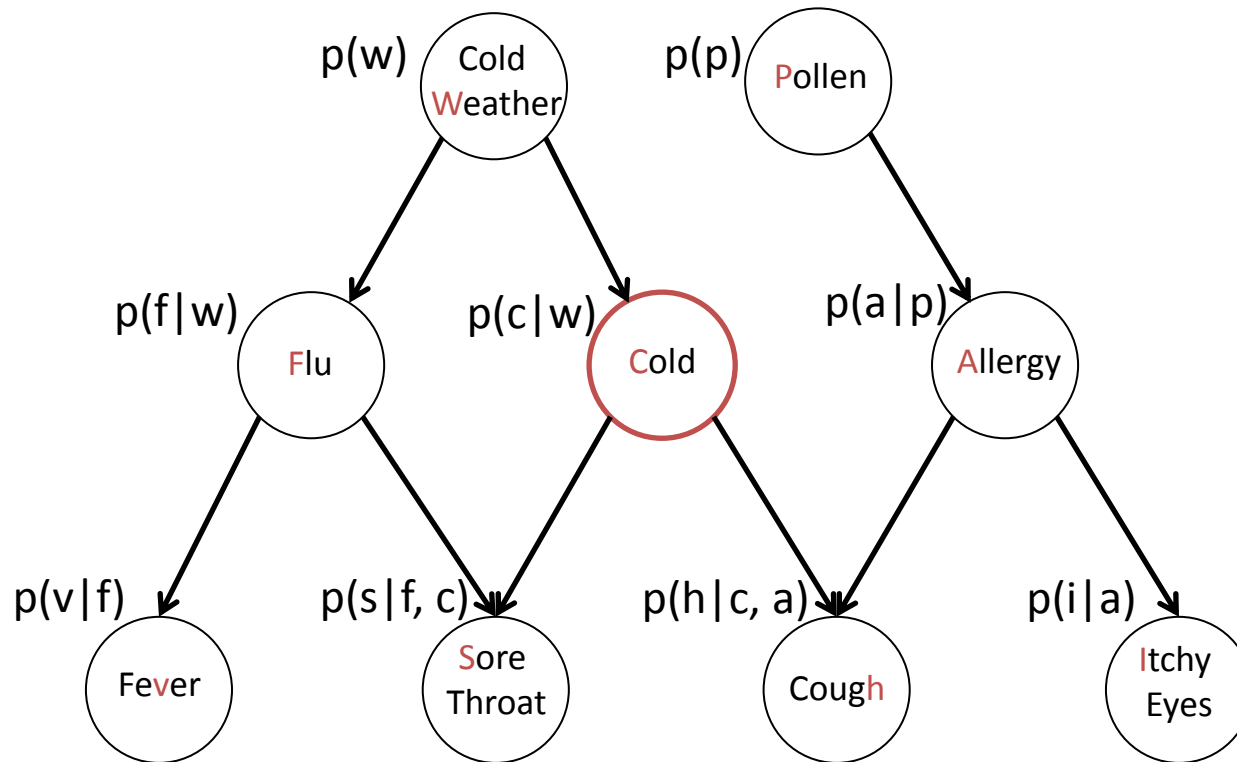 p(w)
Cold
Weather
p(p)
Pollen
p(f|w)
Flu
p(c|w)
Cold
p(a|p)
Allergy
p(v|f)
Fever
p(s|f, c)
Sore
Throat
p(h|c, a)
Cough
p(i|a)
Itchy
Eyes